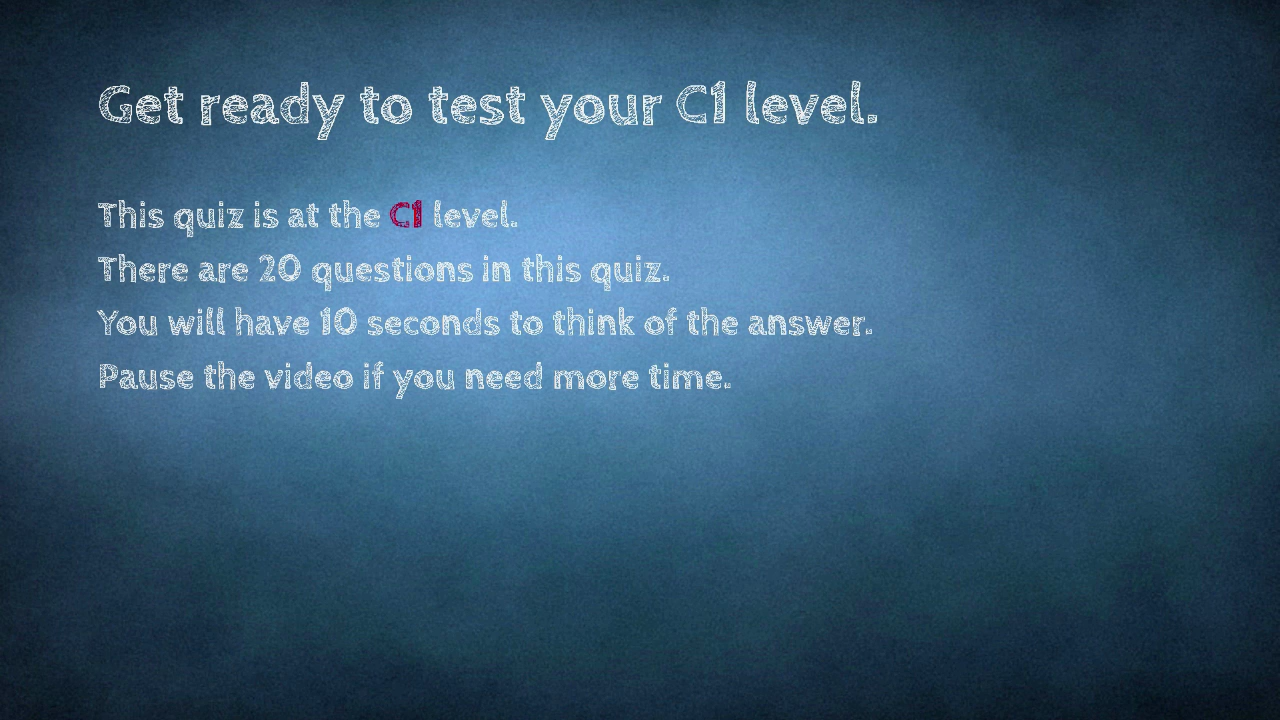 Get ready to test your C1 level.
This quiz is at the C1 level.
There are 20 questions in this quiz.
You will have 10 seconds to think of the answer.
Pause the video if you need more time.